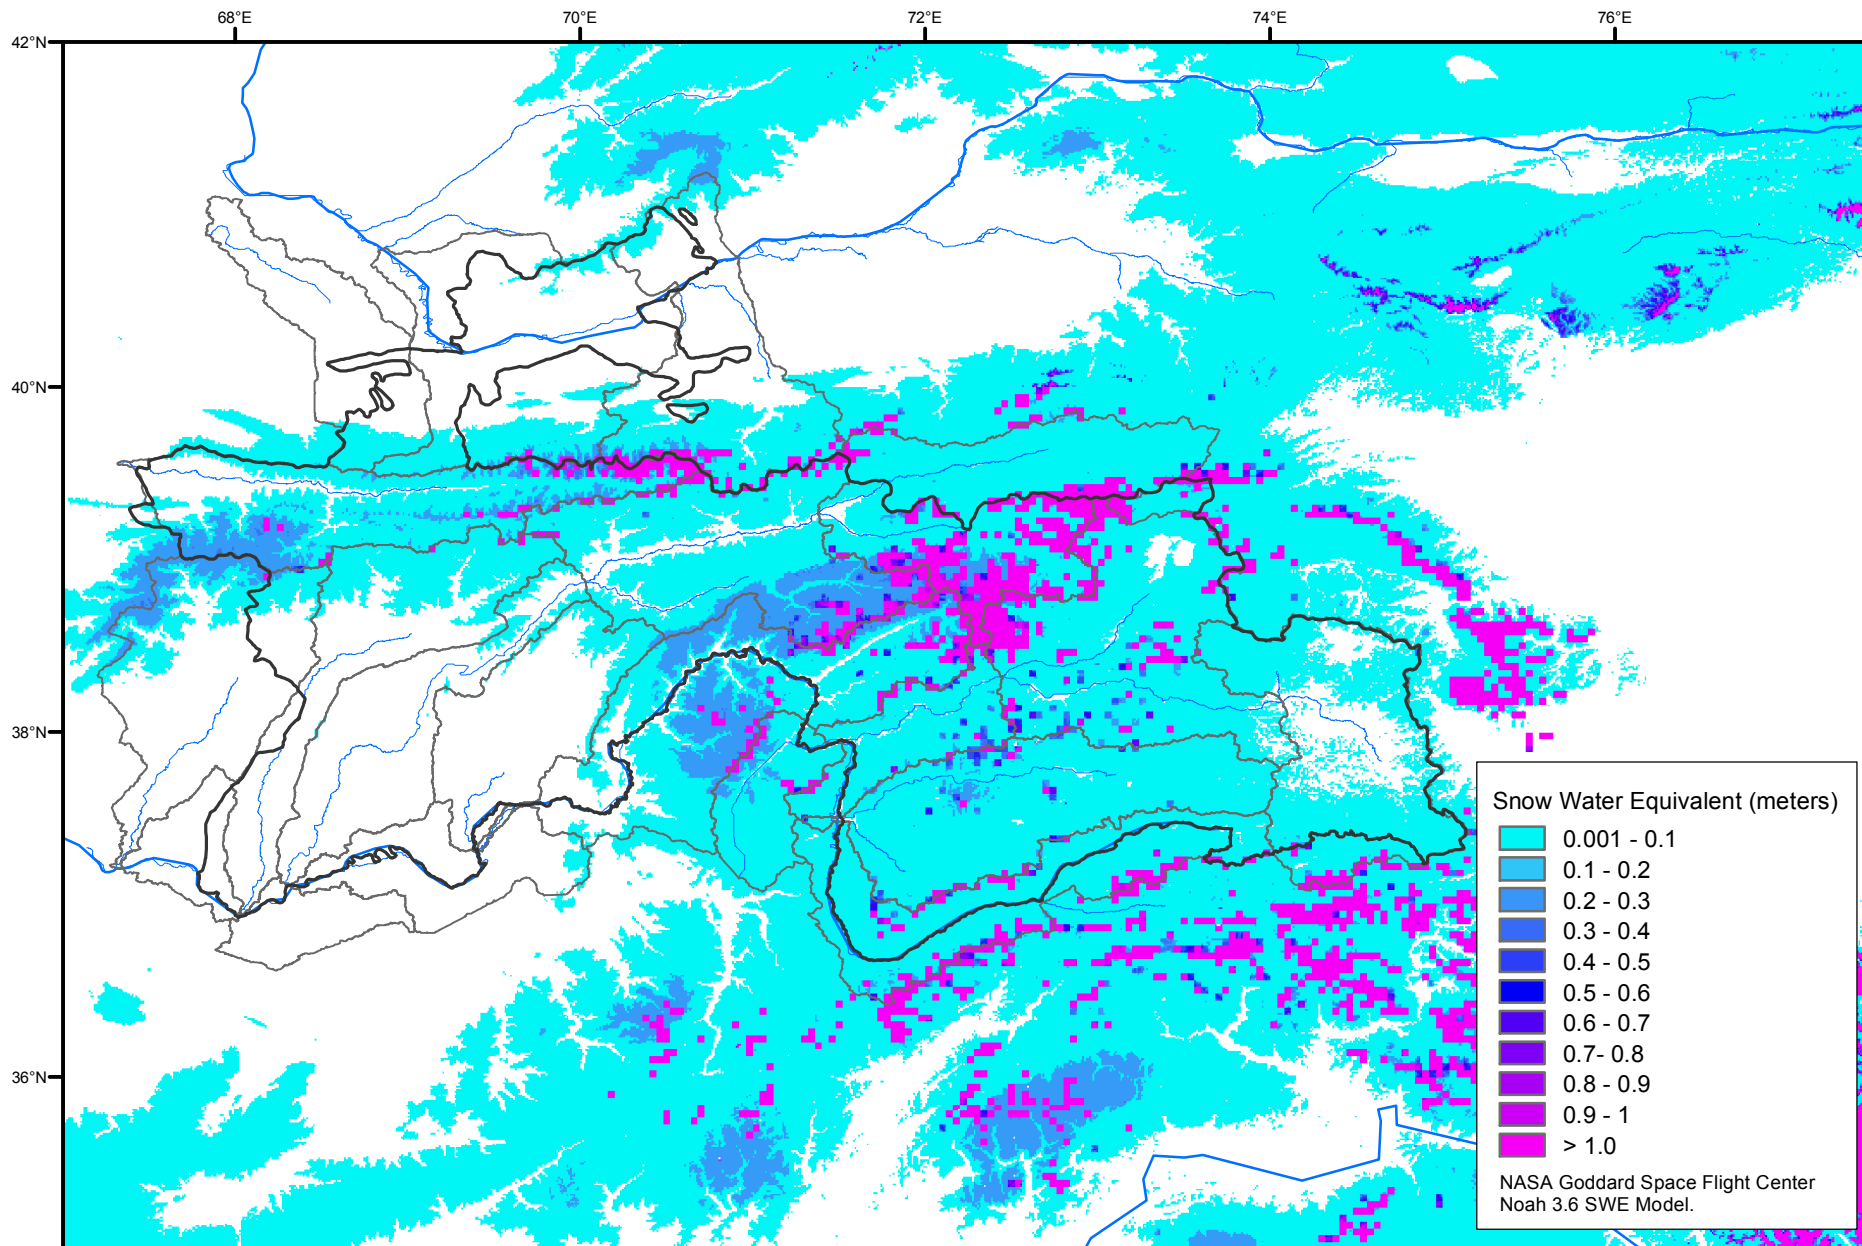 68°E 70°E 72°E 74°E 76°E
42°N
40°N
38°N
36°N
Snow Water Equivalent (meters)
0.001 - 0.1
0.1 - 0.2
0.2 - 0.3
0.3 - 0.4
0.4 - 0.5
0.5 - 0.6
0.6 - 0.7
0.7- 0.8
0.8 - 0.9
0.9 - 1
> 1.0
NASA Goddard Space Flight Center
Noah 3.6 SWE Model.